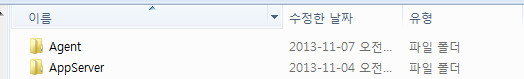 이름 수정한 날짜 유형
Agent 2013-11-07 오전... 파일 폴더
AppServer 2013-11-04 오전... 파일 폴더